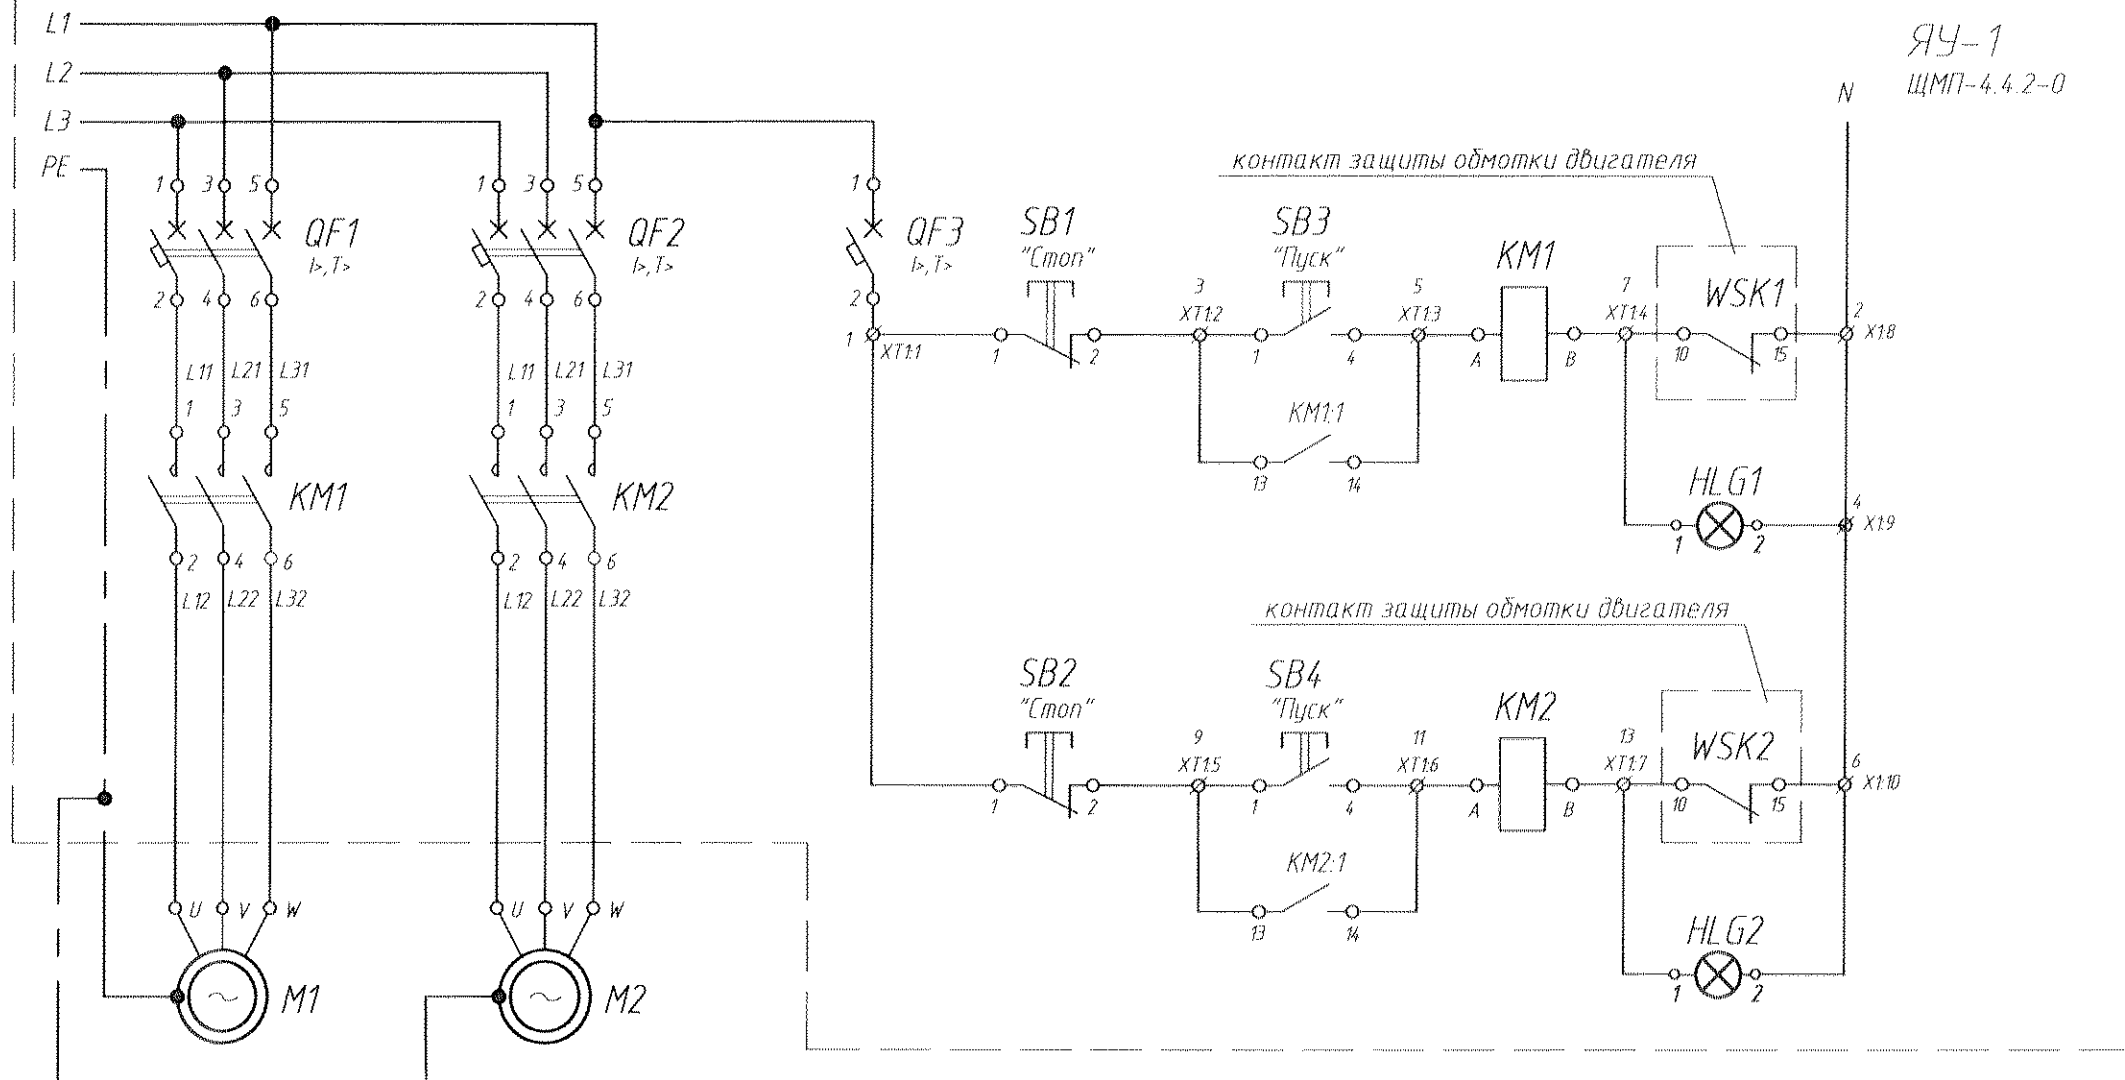 L1
L2
L3
PE
ЯУ-1
ЩМП-4.4.2-0
N
1 3 5
QF1
I>,T>
2 4 6
L11 L21 L31
1 3 5
KM1
2 4 6
L12 L22 L32
U V W
M1
1 3 5
QF2
I>,T>
2 4 6
L11 L21 L31
1 3 5
KM2
2 4 6
L12 L22 L32
U V W
M2
1
QF3
I>,T>
2
1
XT1:1
контакт защиты обмотки двигателя
SB1
"Стоп"
1 2
3
XT1:2
SB3
"Пуск"
1 4
5
XT1:3
KM1
A B
7
XT1:4
WSK1
10 15
2
X1:8
KM1:1
13 14
HLG1
1 2
4
X1:9
контакт защиты обмотки двигателя
SB2
"Стоп"
1 2
9
XT1:5
SB4
"Пуск"
1 4
11
XT1:6
KM2
A B
13
XT1:7
WSK2
10 15
6
X1:10
KM2:1
13 14
HLG2
1 2